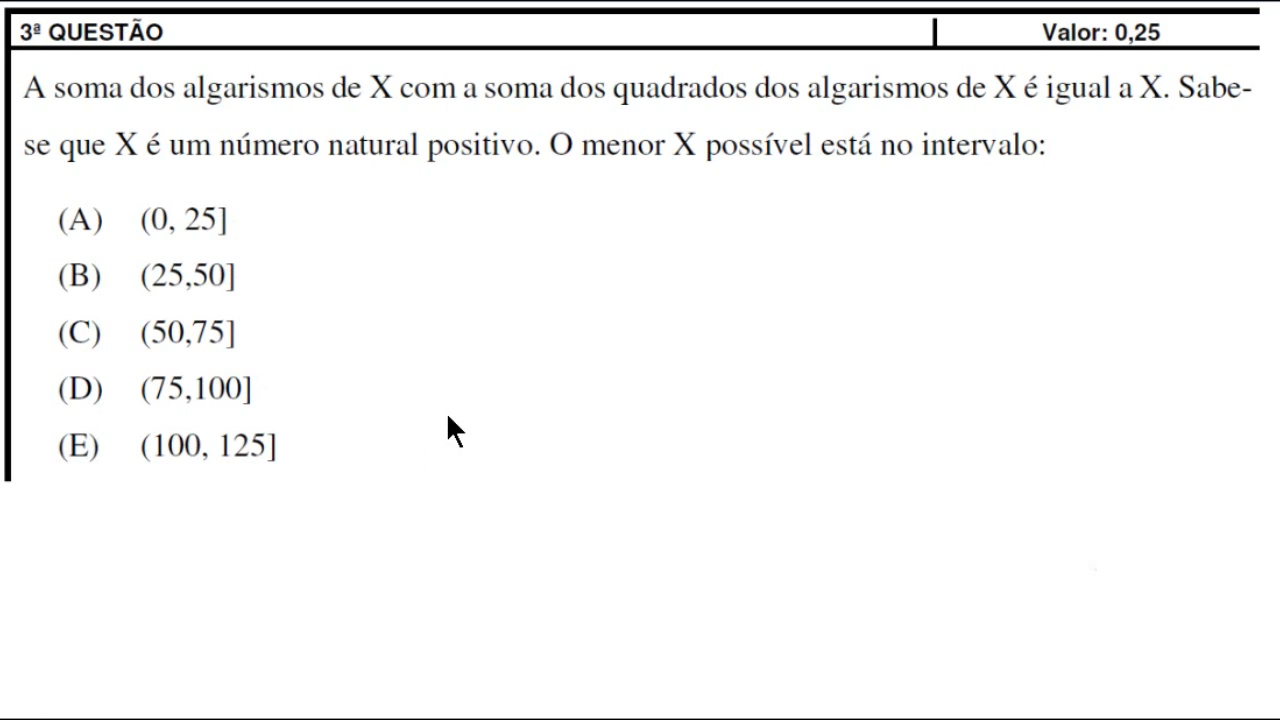 3ª QUESTÃO Valor: 0,25
A soma dos algarismos de X com a soma dos quadrados dos algarismos de X é igual a X. Sabe-
se que X é um número natural positivo. O menor X possível está no intervalo:
(A) (0, 25]
(B) (25,50]
(C) (50,75]
(D) (75,100]
(E) (100, 125]